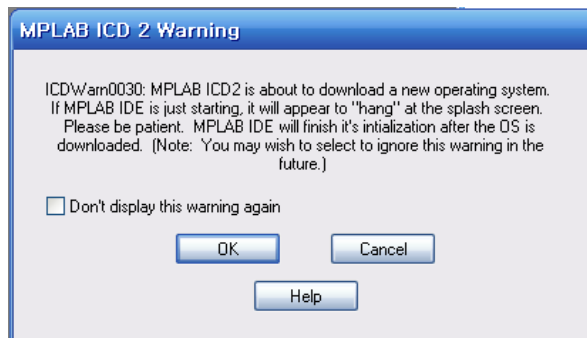 MPLAB ICD 2 Warning
ICDWarn0030: MPLAB ICD2 is about to download a new operating system.
If MPLAB IDE is just starting, it will appear to "hang" at the splash screen.
Please be patient.  MPLAB IDE will finish it's intialization after the OS is
downloaded.  (Note:  You may wish to select to ignore this warning in the
future.)
Don't display this warning again
OK
Cancel
Help